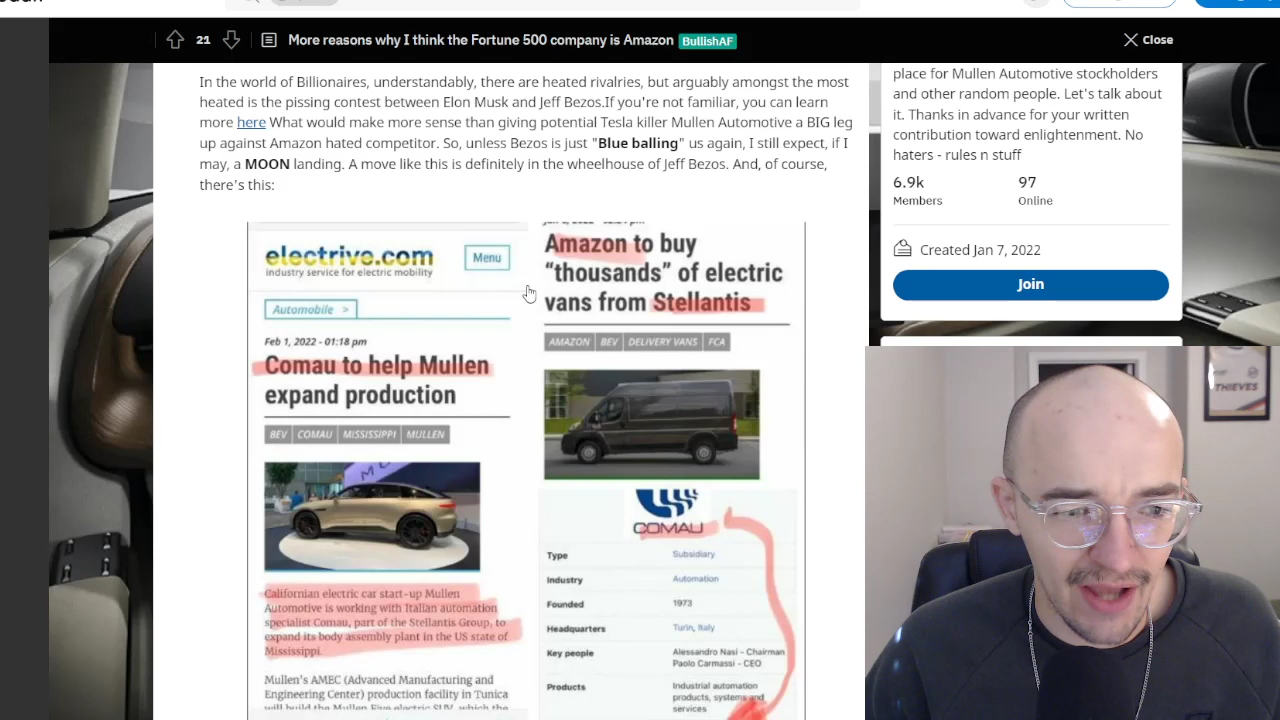 21
More reasons why I think the Fortune 500 company is Amazon BullishAF
Close
In the world of Billionaires, understandably, there are heated rivalries, but arguably amongst the most
heated is the pissing contest between Elon Musk and Jeff Bezos.If you're not familiar, you can learn
more here What would make more sense than giving potential Tesla killer Mullen Automotive a BIG leg
up against Amazon hated competitor. So, unless Bezos is just "Blue balling" us again, I still expect, if I
may, a MOON landing. A move like this is definitely in the wheelhouse of Jeff Bezos. And, of course,
there's this:
electrive.com
industry service for electric mobility
Menu
Automobile >
Feb 1, 2022 - 01:18 pm
Comau to help Mullen
expand production
BEV COMAU MISSISSIPPI MULLEN
Californian electric car start-up Mullen
Automotive is working with Italian automation
specialist Comau, part of the Stellantis Group, to
expand its body assembly plant in the US state of
Mississippi.
Mullen's AMEC (Advanced Manufacturing and
Engineering Center) production facility in Tunica
will build the Mullen Five electric SUV, which the
Amazon to buy
“thousands” of electric
vans from Stellantis
AMAZON BEV DELIVERY VANS FCA
COMAU
Type Subsidiary
Industry Automation
Founded 1973
Headquarters Turin, Italy
Key people Alessandro Nasi - Chairman
Paolo Carmassi - CEO
Products Industrial automation
products, systems and
services
place for Mullen Automotive stockholders
and other random people. Let's talk about
it. Thanks in advance for your written
contribution toward enlightenment. No
haters - rules n stuff
6.9k 97
Members Online
Created Jan 7, 2022
Join
THIEVES